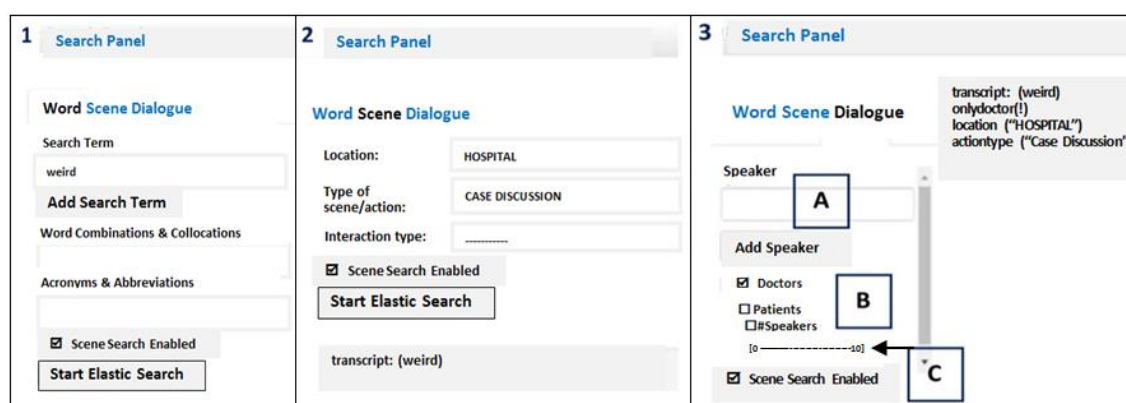 1 Search Panel
Word Scene Dialogue
Search Term
weird
Add Search Term
Word Combinations & Collocations
Acronyms & Abbreviations
Scene Search Enabled
Start Elastic Search
2 Search Panel
Word Scene Dialogue
Location: HOSPITAL
Type of
scene/action: CASE DISCUSSION
Interaction type: -----------
Scene Search Enabled
Start Elastic Search
transcript: (weird)
3 Search Panel
transcript: (weird)
onlydoctor(!)
location ("HOSPITAL")
actiontype ("Case Discussion"
Word Scene Dialogue
Speaker
A
Add Speaker
Doctors
B
Patients
#Speakers
[0 ————————10]
C
Scene Search Enabled